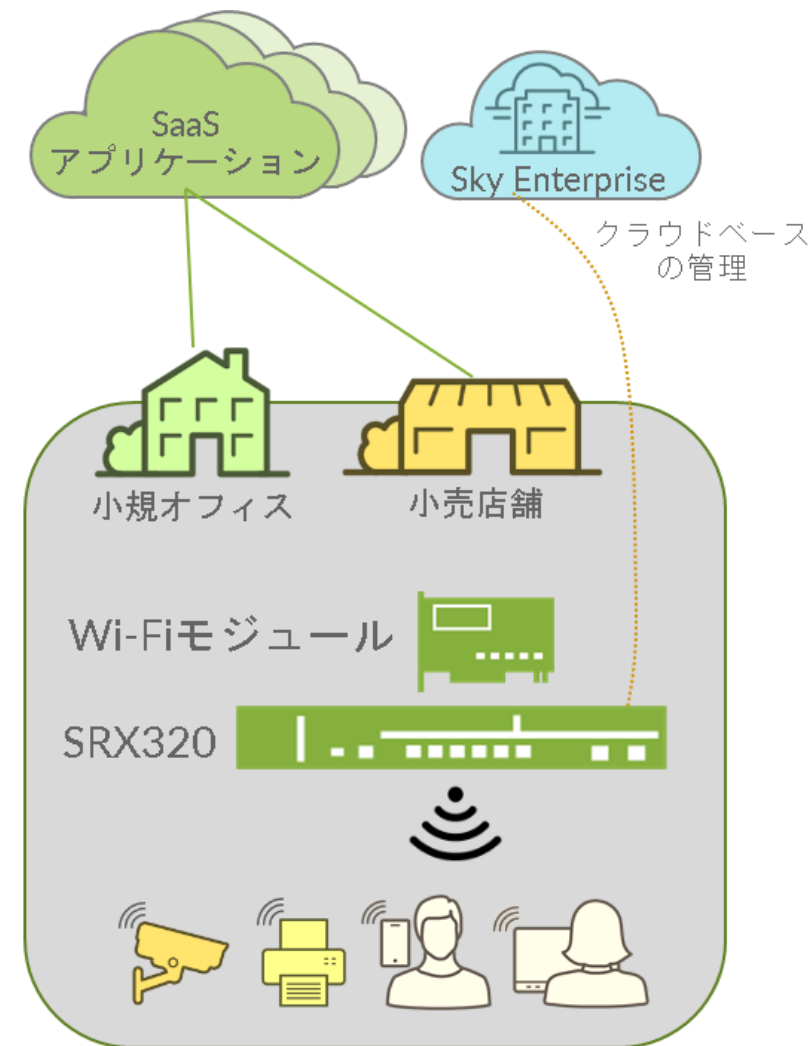 SaaS
アプリケーション
Sky Enterprise
クラウドベース
の管理
小規オフィス
小売店舗
Wi-Fiモジュール
SRX320